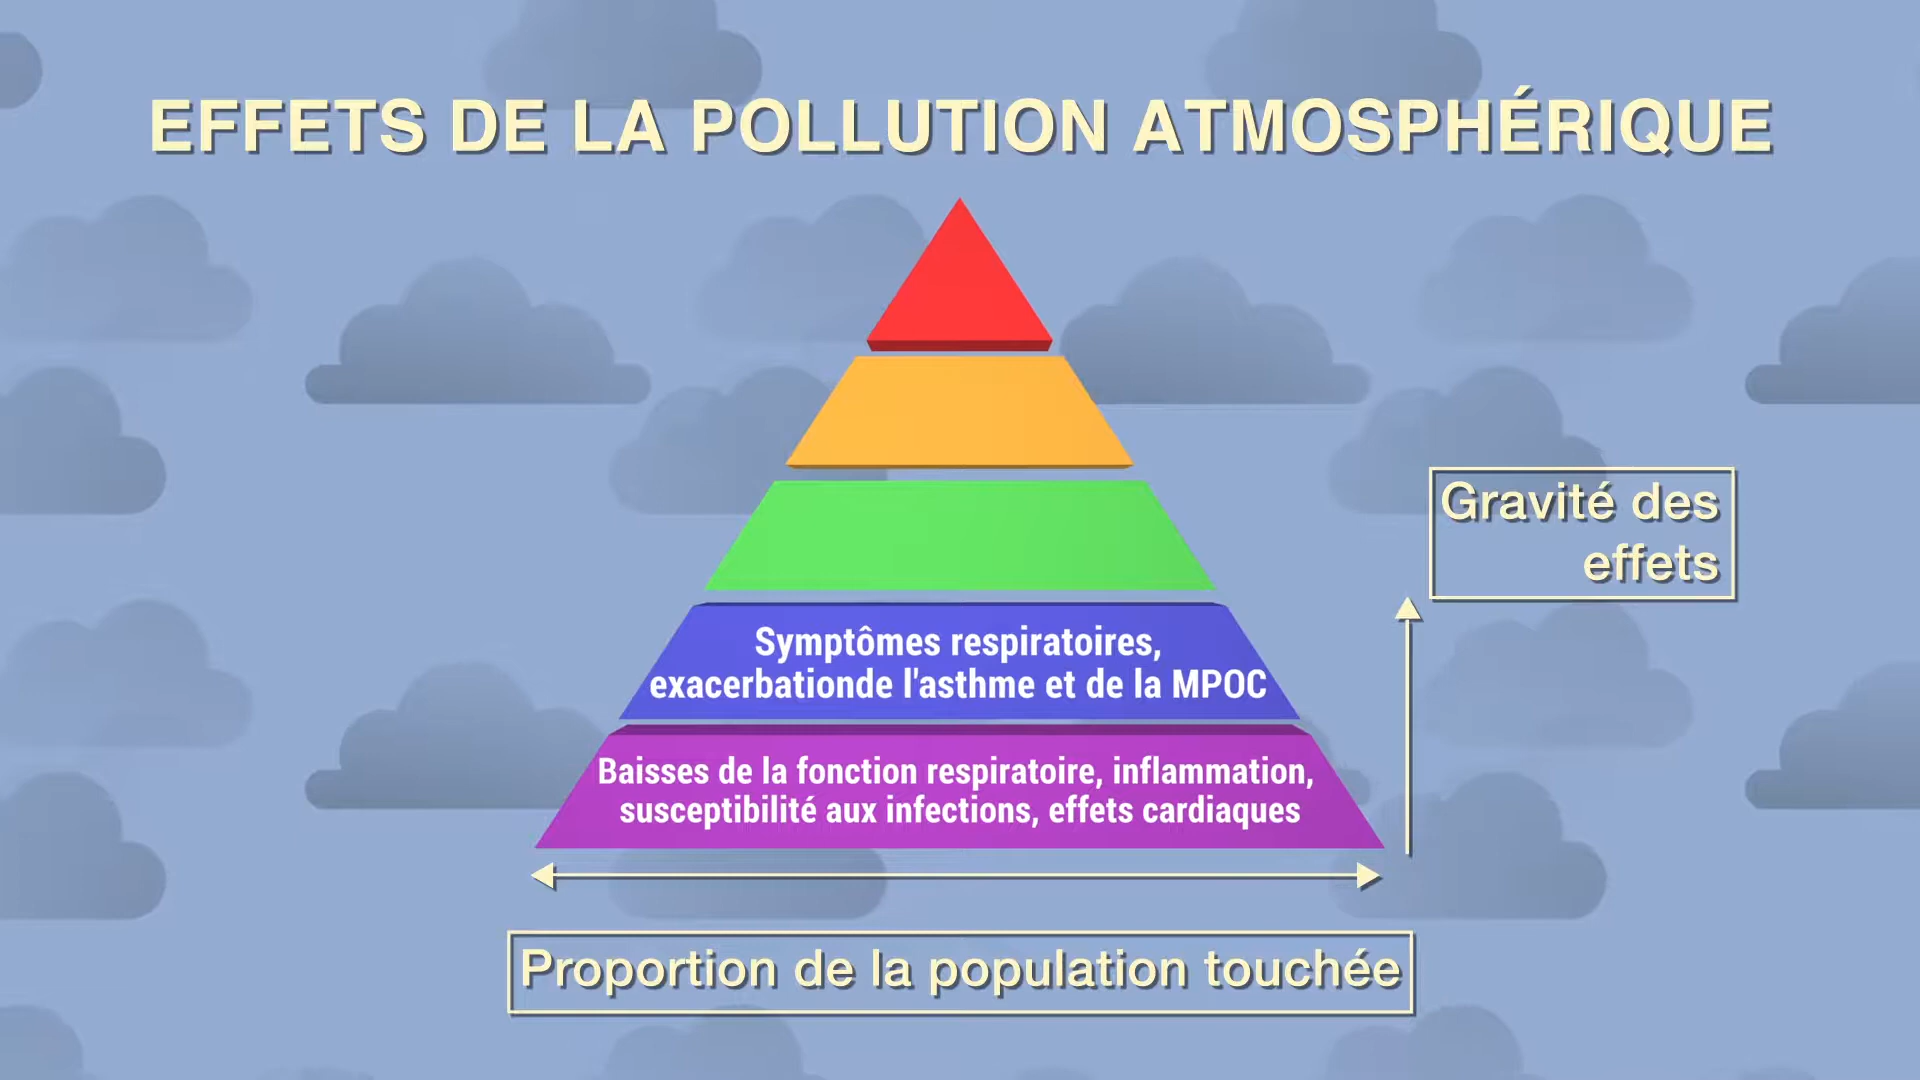 EFFETS DE LA POLLUTION ATMOSPHÉRIQUE
Gravité des
effets
Symptômes respiratoires,
exacerbationde l'asthme et de la MPOC
Baisses de la fonction respiratoire, inflammation,
susceptibilité aux infections, effets cardiaques
Proportion de la population touchée